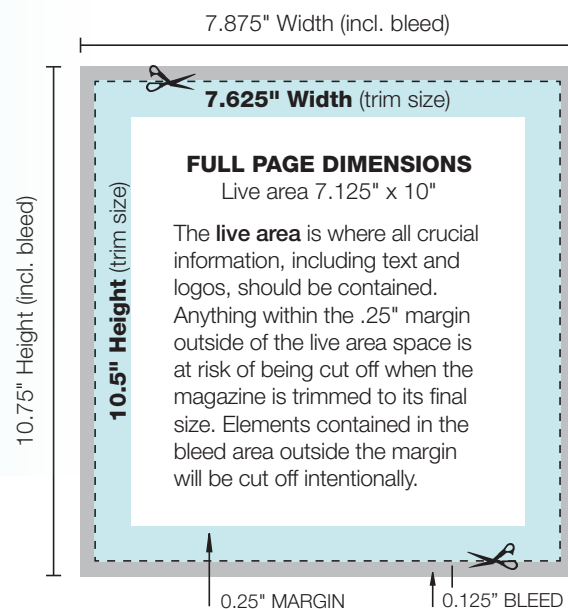 7.875" Width (incl. bleed)
7.625" Width (trim size)
10.75" Height (incl. bleed)
10.5" Height (trim size)
FULL PAGE DIMENSIONS
Live area 7.125" x 10"
The live area is where all crucial
information, including text and
logos, should be contained.
Anything within the .25" margin
outside of the live area space is
at risk of being cut off when the
magazine is trimmed to its final
size. Elements contained in the
bleed area outside the margin
will be cut off intentionally.
0.25" MARGIN
0.125” BLEED